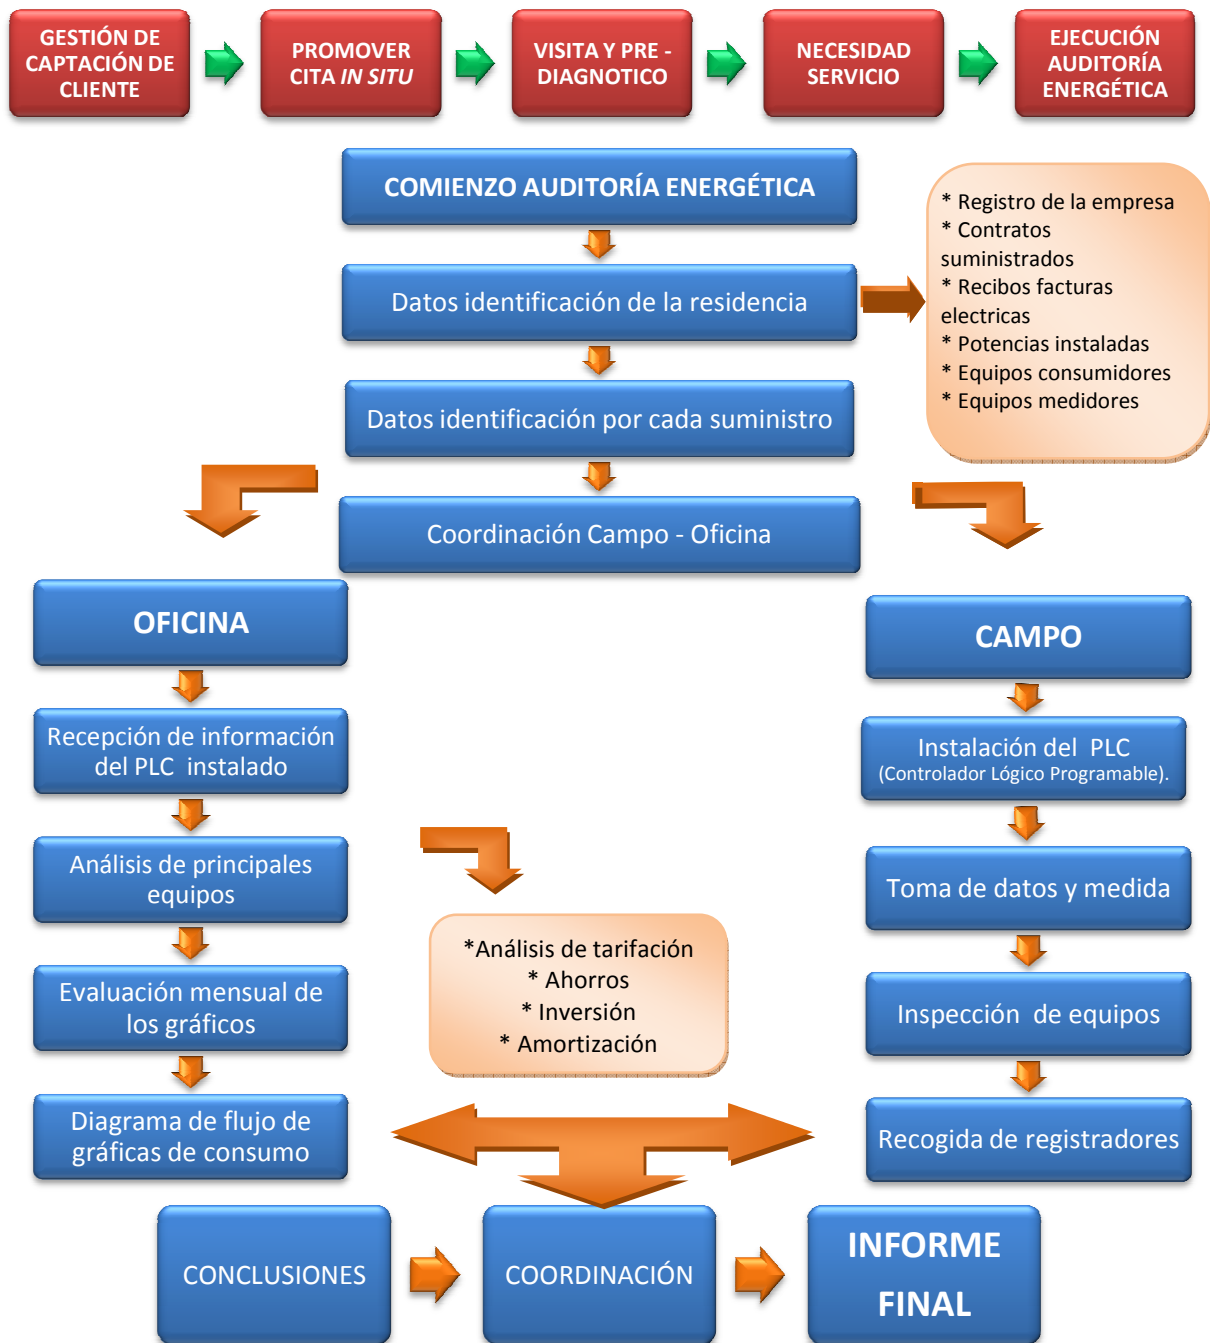 GESTIÓN DE
CAPTACIÓN DE
CLIENTE
PROMOVER
CITA IN SITU
VISITA Y PRE -
DIAGNOTICO
NECESIDAD
SERVICIO
EJECUCIÓN
AUDITORÍA
ENERGÉTICA
COMIENZO AUDITORÍA ENERGÉTICA
Datos identificación de la residencia
* Registro de la empresa
* Contratos
suministrados
* Recibos facturas
electricas
* Potencias instaladas
* Equipos consumidores
* Equipos medidores
Datos identificación por cada suministro
Coordinación Campo - Oficina
OFICINA
Recepción de información
del PLC instalado
Análisis de principales
equipos
Evaluación mensual de
los gráficos
Diagrama de flujo de
gráficas de consumo
*Análisis de tarifación
* Ahorros
* Inversión
* Amortización
CAMPO
Instalación del PLC
(Controlador Lógico Programable).
Toma de datos y medida
Inspección de equipos
Recogida de registradores
CONCLUSIONES
COORDINACIÓN
INFORME
FINAL